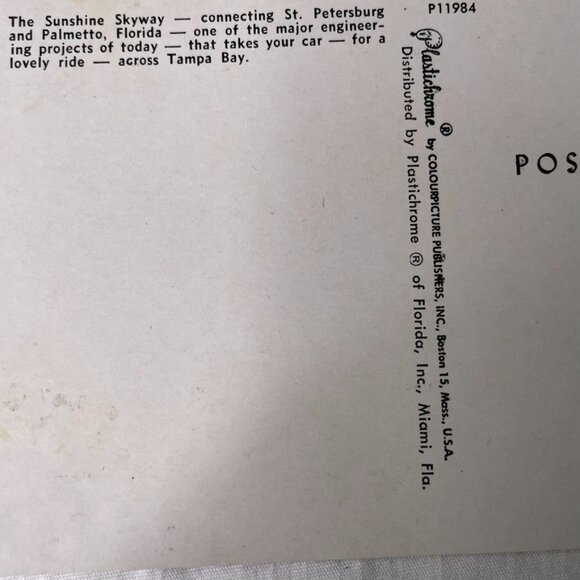 The Sunshine Skyway — connecting St. Petersburg
and Palmetto, Florida — one of the major engineer-
ing projects of today — that takes your car — for a
lovely ride — across Tampa Bay.
P11984
Plastichrome ® by COLOURPICTURE PUBLISHERS, INC., Boston 15, Mass., U.S.A.
Distributed by Plastichrome ® of Florida, Inc., Miami, Fla.
POS